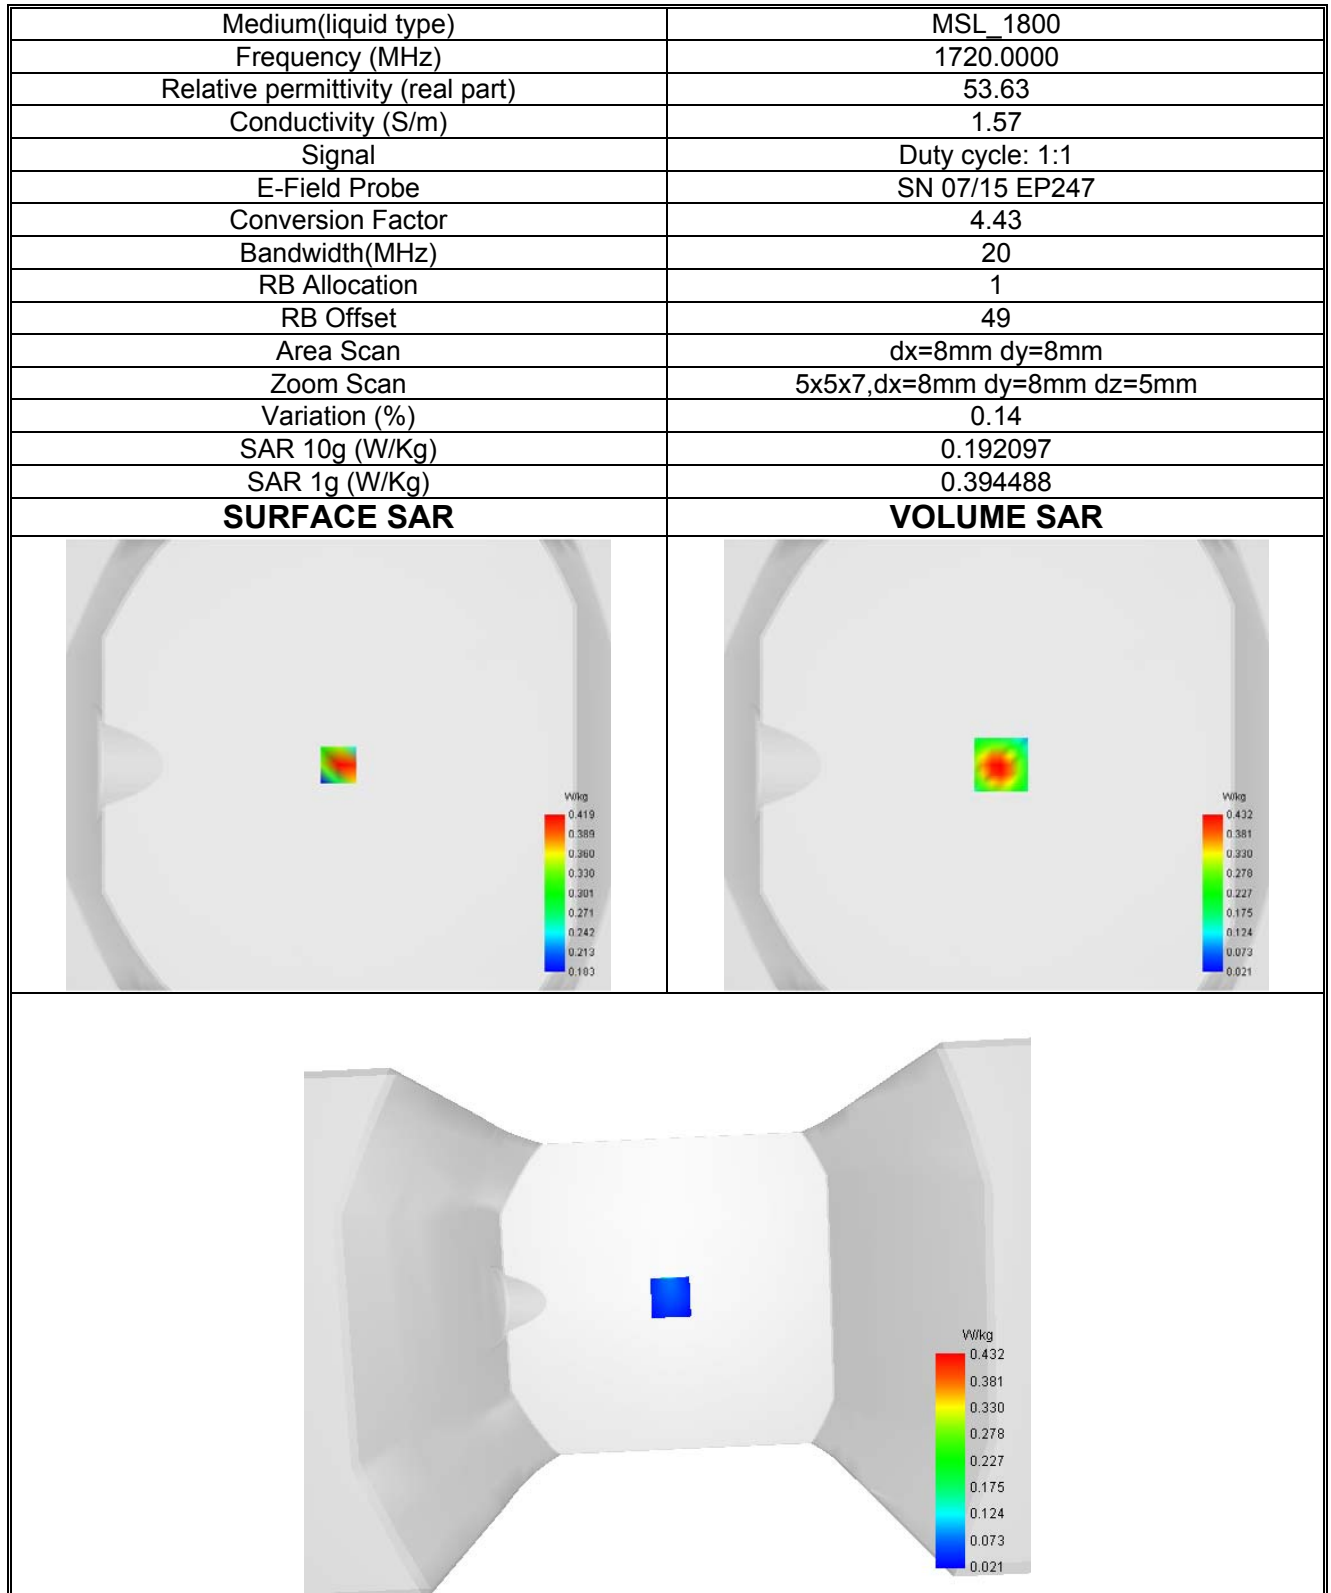 Medium(liquid type) MSL_1800
Frequency (MHz) 1720.0000
Relative permittivity (real part) 53.63
Conductivity (S/m) 1.57
Signal Duty cycle: 1:1
E-Field Probe SN 07/15 EP247
Conversion Factor 4.43
Bandwidth(MHz) 20
RB Allocation 1
RB Offset 49
Area Scan dx=8mm dy=8mm
Zoom Scan 5x5x7,dx=8mm dy=8mm dz=5mm
Variation (%) 0.14
SAR 10g (W/Kg) 0.192097
SAR 1g (W/Kg) 0.394488
SURFACE SAR VOLUME SAR
W/kg
0.419
0.389
0.360
0.330
0.301
0.271
0.242
0.213
0.183
W/kg
0.432
0.381
0.330
0.278
0.227
0.175
0.124
0.073
0.021
W/kg
0.432
0.381
0.330
0.278
0.227
0.175
0.124
0.073
0.021